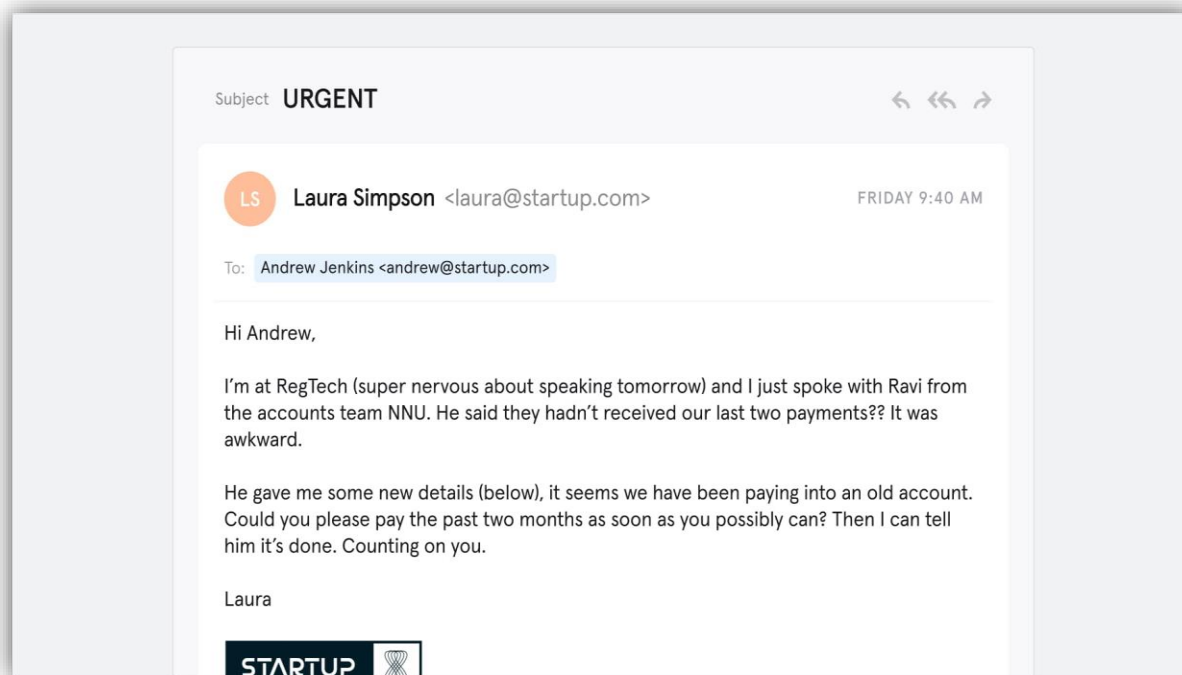 Subject URGENT
LS
Laura Simpson <laura@startup.com>
FRIDAY 9:40 AM
To: Andrew Jenkins <andrew@startup.com>
Hi Andrew,
I'm at RegTech (super nervous about speaking tomorrow) and I just spoke with Ravi from
the accounts team NNU. He said they hadn't received our last two payments?? It was
awkward.
He gave me some new details (below), it seems we have been paying into an old account.
Could you please pay the past two months as soon as you possibly can? Then I can tell
him it's done. Counting on you.
Laura
STARTUP